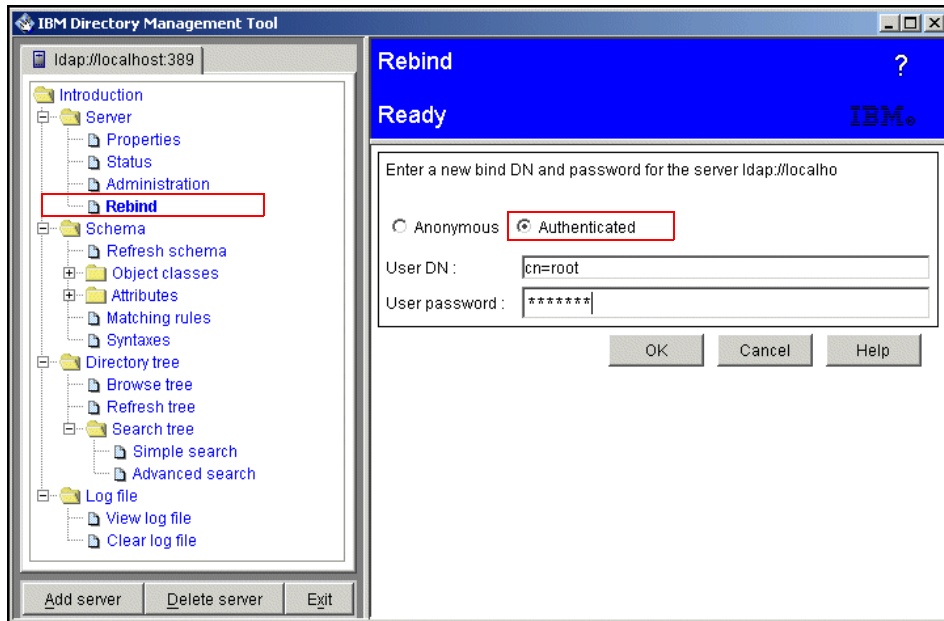 IBM Directory Management Tool
ldap://localhost:389
Introduction
Server
Properties
Status
Administration
Rebind
Schema
Refresh schema
Object classes
Attributes
Matching rules
Syntaxes
Directory tree
Browse tree
Refresh tree
Search tree
Simple search
Advanced search
Log file
View log file
Clear log file
Add server Delete server Exit
Rebind ?
Ready IBM®
Enter a new bind DN and password for the server ldap://localho
Anonymous Authenticated
User DN : cn=root
User password : *******
OK Cancel Help